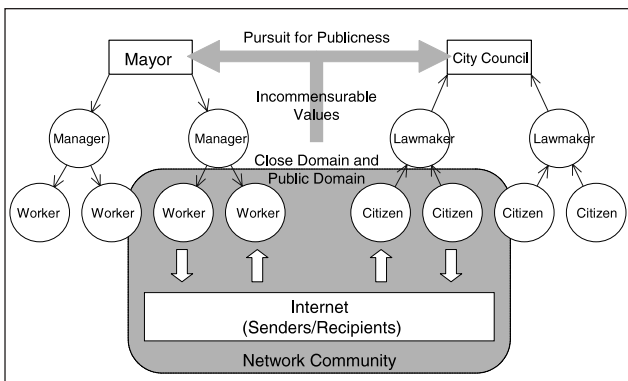 Pursuit for Publicness
Mayor
City Council
Incommensurable
Values
Manager
Manager
Lawmaker
Lawmaker
Close Domain and
Public Domain
Worker
Worker
Worker
Worker
Citizen
Citizen
Citizen
Citizen
Internet
(Senders/Recipients)
Network Community